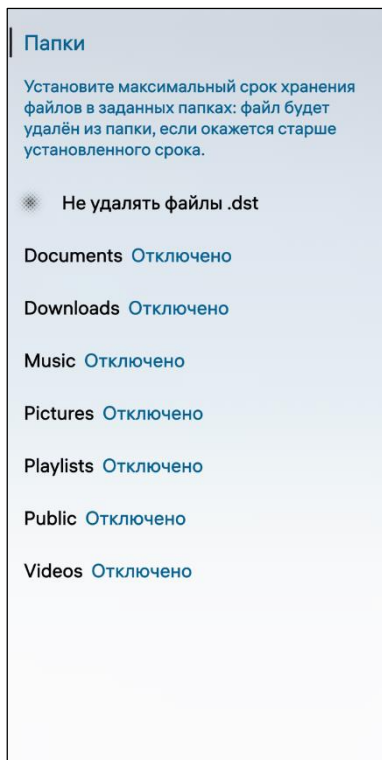 Папки
Установите максимальный срок хранения
файлов в заданных папках: файл будет
удалён из папки, если окажется старше
установленного срока.
Не удалять файлы .dst
Documents Отключено
Downloads Отключено
Music Отключено
Pictures Отключено
Playlists Отключено
Public Отключено
Videos Отключено